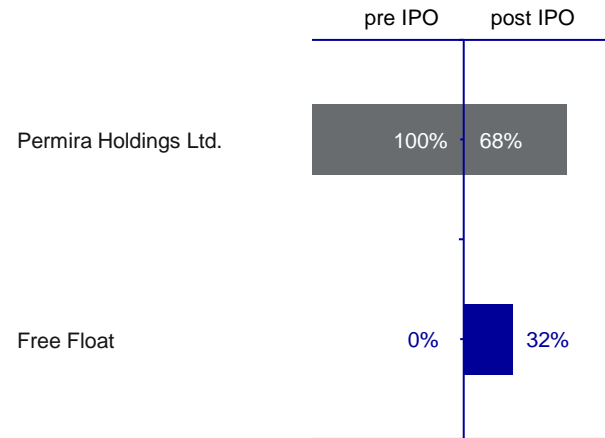 pre IPO post IPO
Permira Holdings Ltd. 100% 68%
Free Float 0% 32%